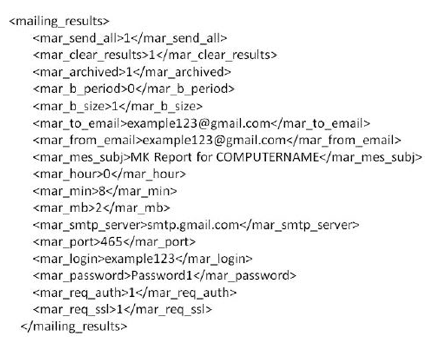 <mailing_results>
<mar_send_all>1</mar_send_all>
<mar_clear_results>1</mar_clear_results>
<mar_archived>1</mar_archived>
<mar_b_period>0</mar_b_period>
<mar_b_size>1</mar_b_size>
<mar_to_email>example123@gmail.com</mar_to_email>
<mar_from_email>example123@gmail.com</mar_from_email>
<mar_mes_subj>MK Report for COMPUTERNAME</mar_mes_subj>
<mar_hour>0</mar_hour>
<mar_min>8</mar_min>
<mar_mb>2</mar_mb>
<mar_smtp_server>smtp.gmail.com</mar_smtp_server>
<mar_port>465</mar_port>
<mar_login>example123</mar_login>
<mar_password>Password1</mar_password>
<mar_req_auth>1</mar_req_auth>
<mar_req_ssl>1</mar_req_ssl>
</mailing_results>